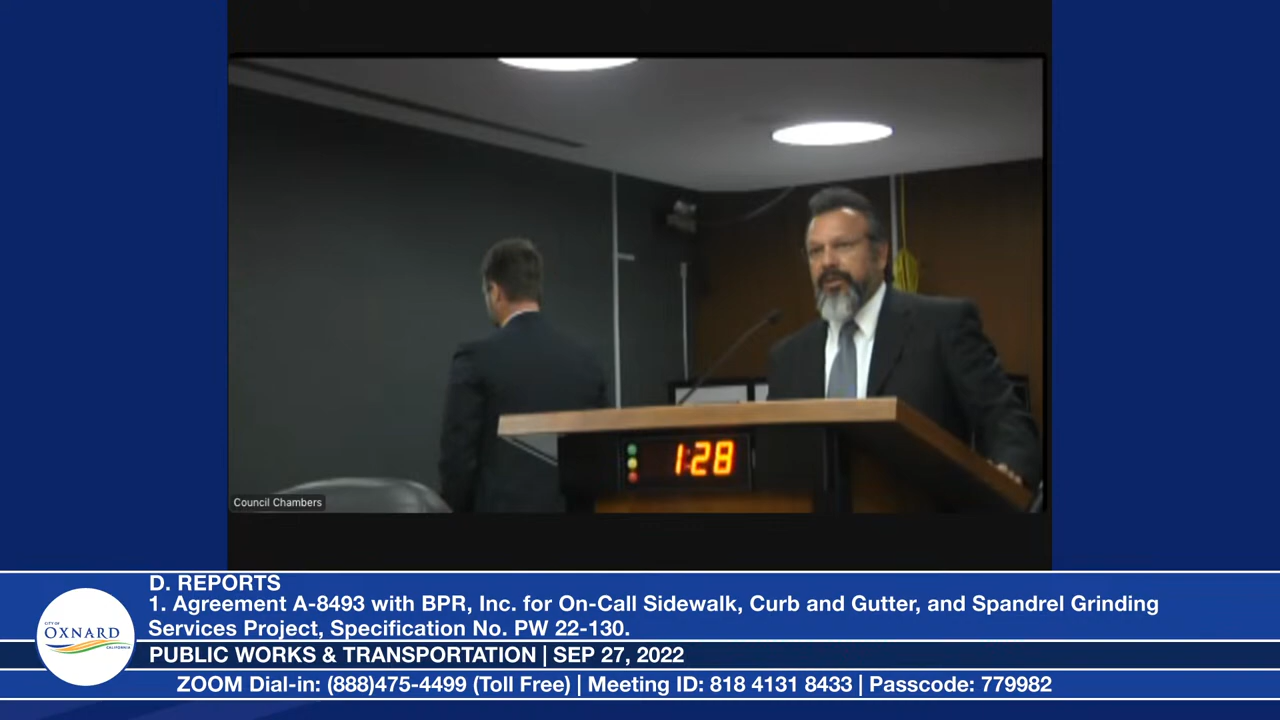 Council Chambers
1:28
D. REPORTS
1. Agreement A-8493 with BPR, Inc. for On-Call Sidewalk, Curb and Gutter, and Spandrel Grinding
Services Project, Specification No. PW 22-130.
CITY OF
OXNARD
CALIFORNIA
PUBLIC WORKS & TRANSPORTATION | SEP 27, 2022
ZOOM Dial-in: (888)475-4499 (Toll Free) | Meeting ID: 818 4131 8433 | Passcode: 779982